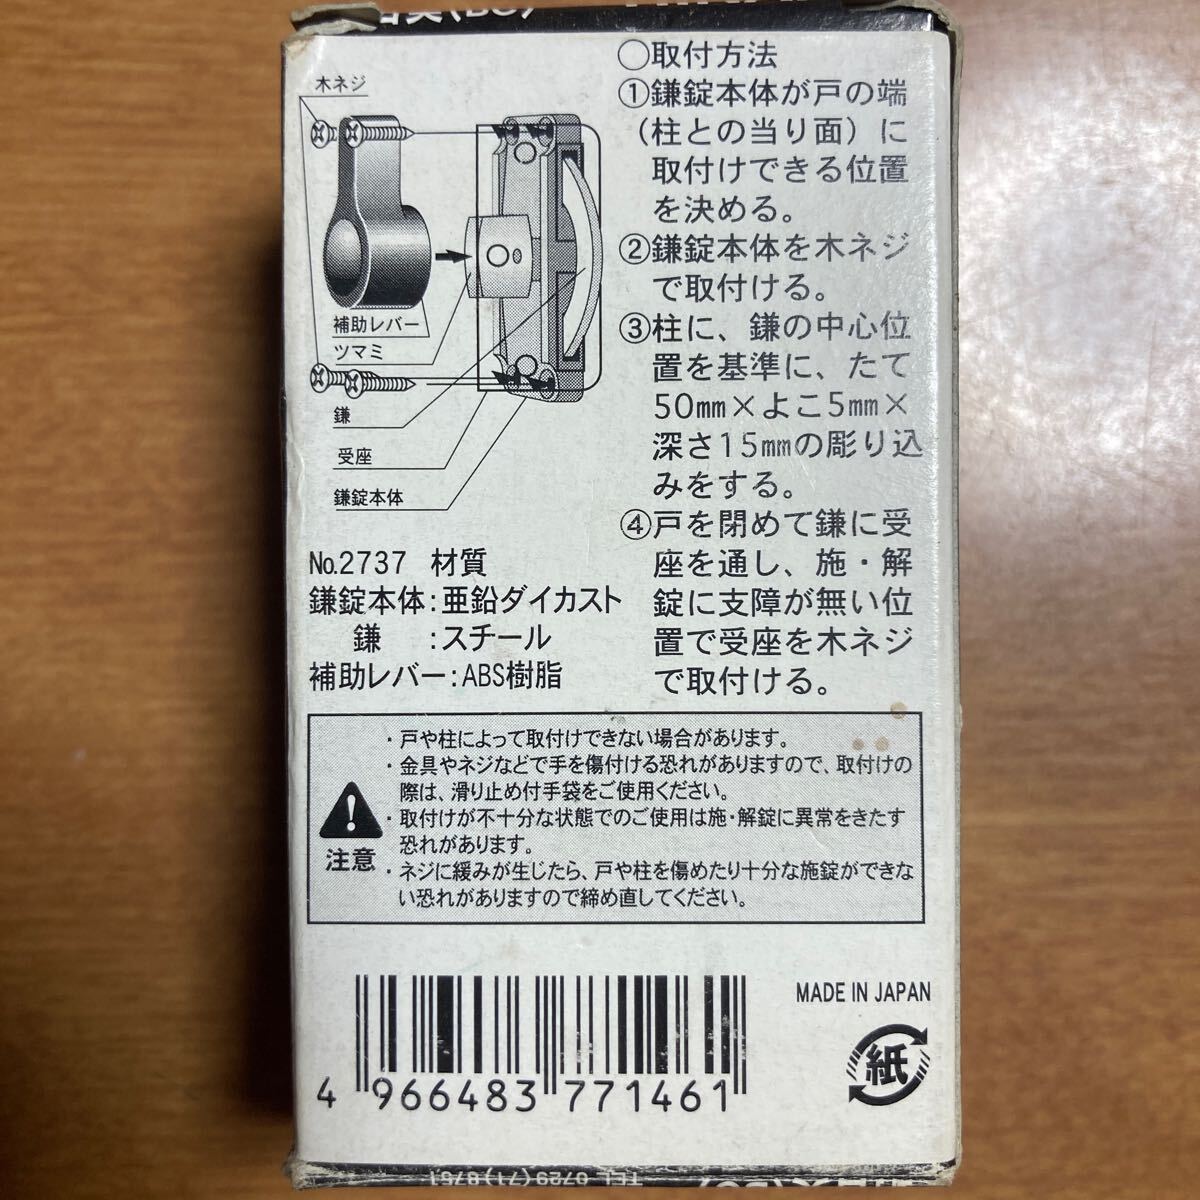 木ネジ
補助レバー
ツマミ
鎌
受座
鎌錠本体
○取付方法
①鎌錠本体が戸の端
（柱との当り面）に
取付けできる位置
を決める。
②鎌錠本体を木ネジ
で取付ける。
③柱に、鎌の中心位
置を基準に、たて
50㎜×よこ5㎜×
深さ15㎜の彫り込
みをする。
④戸を閉めて鎌に受
座を通し、施・解
錠に支障が無い位
置で受座を木ネジ
で取付ける。
No.2737 材質
鎌錠本体：亜鉛ダイカスト
鎌　：スチール
補助レバー：ABS樹脂
注意
・戸や柱によって取付けできない場合があります。
・金具やネジなどで手を傷付ける恐れがありますので、取付けの
際は、滑り止め付手袋をご使用ください。
・取付けが不十分な状態でのご使用は施・解錠に異常をきたす
恐れがあります。
・ネジに緩みが生じたら、戸や柱を傷めたり十分な施錠ができな
い恐れがありますので締め直してください。
MADE IN JAPAN
紙
4 966483 771461
TEL 0729(71)8761